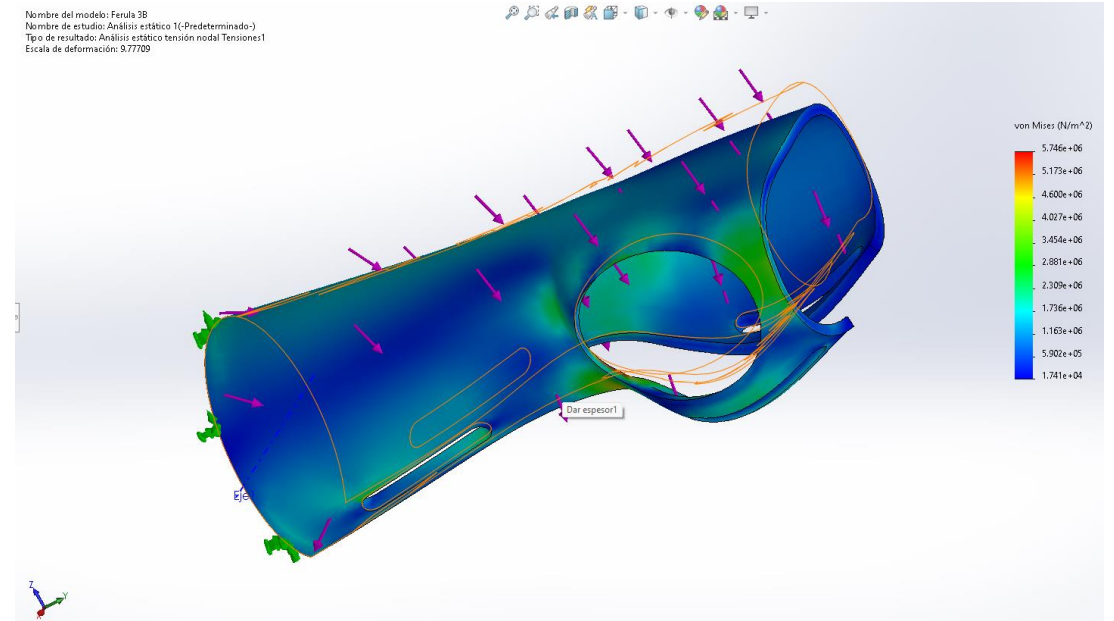 Nombre del modelo: Ferula 3B
Nombre de estudio: Análisis estático 1(-Predeterminado-)
Tipo de resultado: Análisis estático tensión nodal Tensiones1
Escala de deformación: 9.77709
von Mises (N/m^2)
5.746e+06
5.173e+06
4.600e+06
4.027e+06
3.454e+06
2.881e+06
2.309e+06
1.736e+06
1.163e+06
5.902e+05
1.741e+04
Dar espesor1
Eje
Z
Y
X